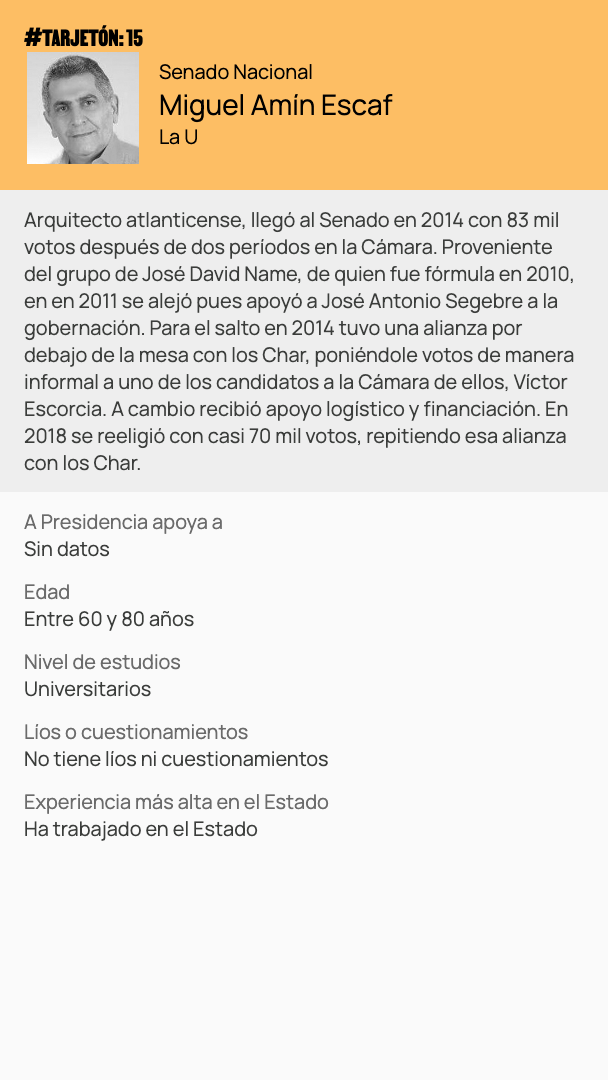 #TARJETÓN: 15
Senado Nacional
Miguel Amín Escaf
La U
Arquitecto atlanticense, llegó al Senado en 2014 con 83 mil
votos después de dos períodos en la Cámara. Proveniente
del grupo de José David Name, de quien fue fórmula en 2010,
en en 2011 se alejó pues apoyó a José Antonio Segebre a la
gobernación. Para el salto en 2014 tuvo una alianza por
debajo de la mesa con los Char, poniéndole votos de manera
informal a uno de los candidatos a la Cámara de ellos, Víctor
Escorcia. A cambio recibió apoyo logístico y financiación. En
2018 se reeligió con casi 70 mil votos, repitiendo esa alianza
con los Char.
A Presidencia apoya a
Sin datos
Edad
Entre 60 y 80 años
Nivel de estudios
Universitarios
Líos o cuestionamientos
No tiene líos ni cuestionamientos
Experiencia más alta en el Estado
Ha trabajado en el Estado